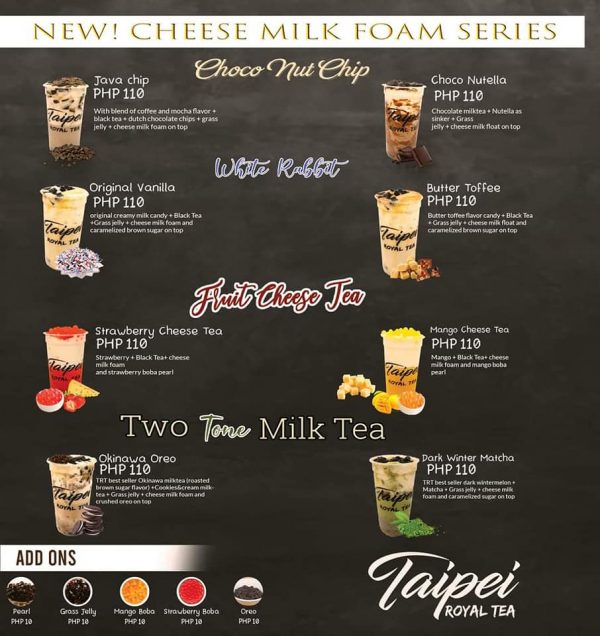 NEW! CHEESE MILK FOAM SERIES
Choco Nut Chip
Java chip
PHP 110
With blend of coffee and mocha flavor +
black tea + dutch chocolate chips + grass
jelly + cheese milk foam on top
Choco Nutella
PHP 110
Chocolate milktea + Nutella as
sinker + Grass
jelly + cheese milk float on top
White Rabbit
Original Vanilla
PHP 110
original creamy milk candy + Black Tea
+Grass jelly + cheese milk foam and
caramelized brown sugar on top
Butter Toffee
PHP 110
Butter toffee flavor candy + Black Tea
+ Grass jelly + cheese milk float and
caramelized brown sugar on top
Fruit Cheese Tea
Strawberry Cheese Tea
PHP 110
Strawberry + Black Tea+ cheese
milk foam
and strawberry boba pearl
Mango Cheese Tea
PHP 110
Mango + Black Tea+ cheese
milk foam and mango boba
pearl
Two Tone Milk Tea
Okinawa Oreo
PHP 110
TRT best seller Okinawa milktea (roasted
brown sugar flavor) +Cookies&cream milk-
tea + Grass jelly + cheese milk foam and
crushed oreo on top
Dark Winter Matcha
PHP 110
TRT best seller dark wintermelon +
Matcha + Grass jelly + cheese milk
foam and caramelized sugar on top
ADD ONS
Pearl
PHP 10
Grass Jelly
PHP 10
Mango Boba
PHP 10
Strawberry Boba
PHP 10
Oreo
PHP 10
Taipei
ROYAL TEA